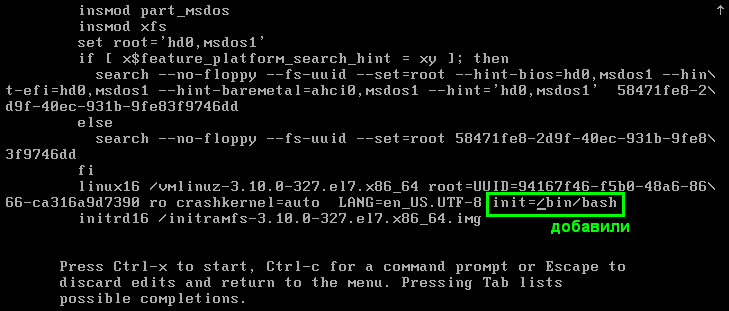 insmod part_msdos
insmod xfs
set root='hd0,msdos1'
if [ x$feature_platform_search_hint = xy ]; then
search --no-floppy --fs-uuid --set=root --hint-bios=hd0,msdos1 --hin\
t-efi=hd0,msdos1 --hint-baremetal=ahci0,msdos1 --hint='hd0,msdos1'  58471fe8-2\
d9f-40ec-931b-9fe83f9746dd
else
search --no-floppy --fs-uuid --set=root 58471fe8-2d9f-40ec-931b-9fe8\
3f9746dd
fi
linux16 /vmlinuz-3.10.0-327.el7.x86_64 root=UUID=94167f46-f5b0-48a6-86\
66-ca316a9d7390 ro crashkernel=auto  LANG=en_US.UTF-8 init=/bin/bash
initrd16 /initramfs-3.10.0-327.el7.x86_64.img
добавили
Press Ctrl-x to start, Ctrl-c for a command prompt or Escape to
discard edits and return to the menu. Pressing Tab lists
possible completions.